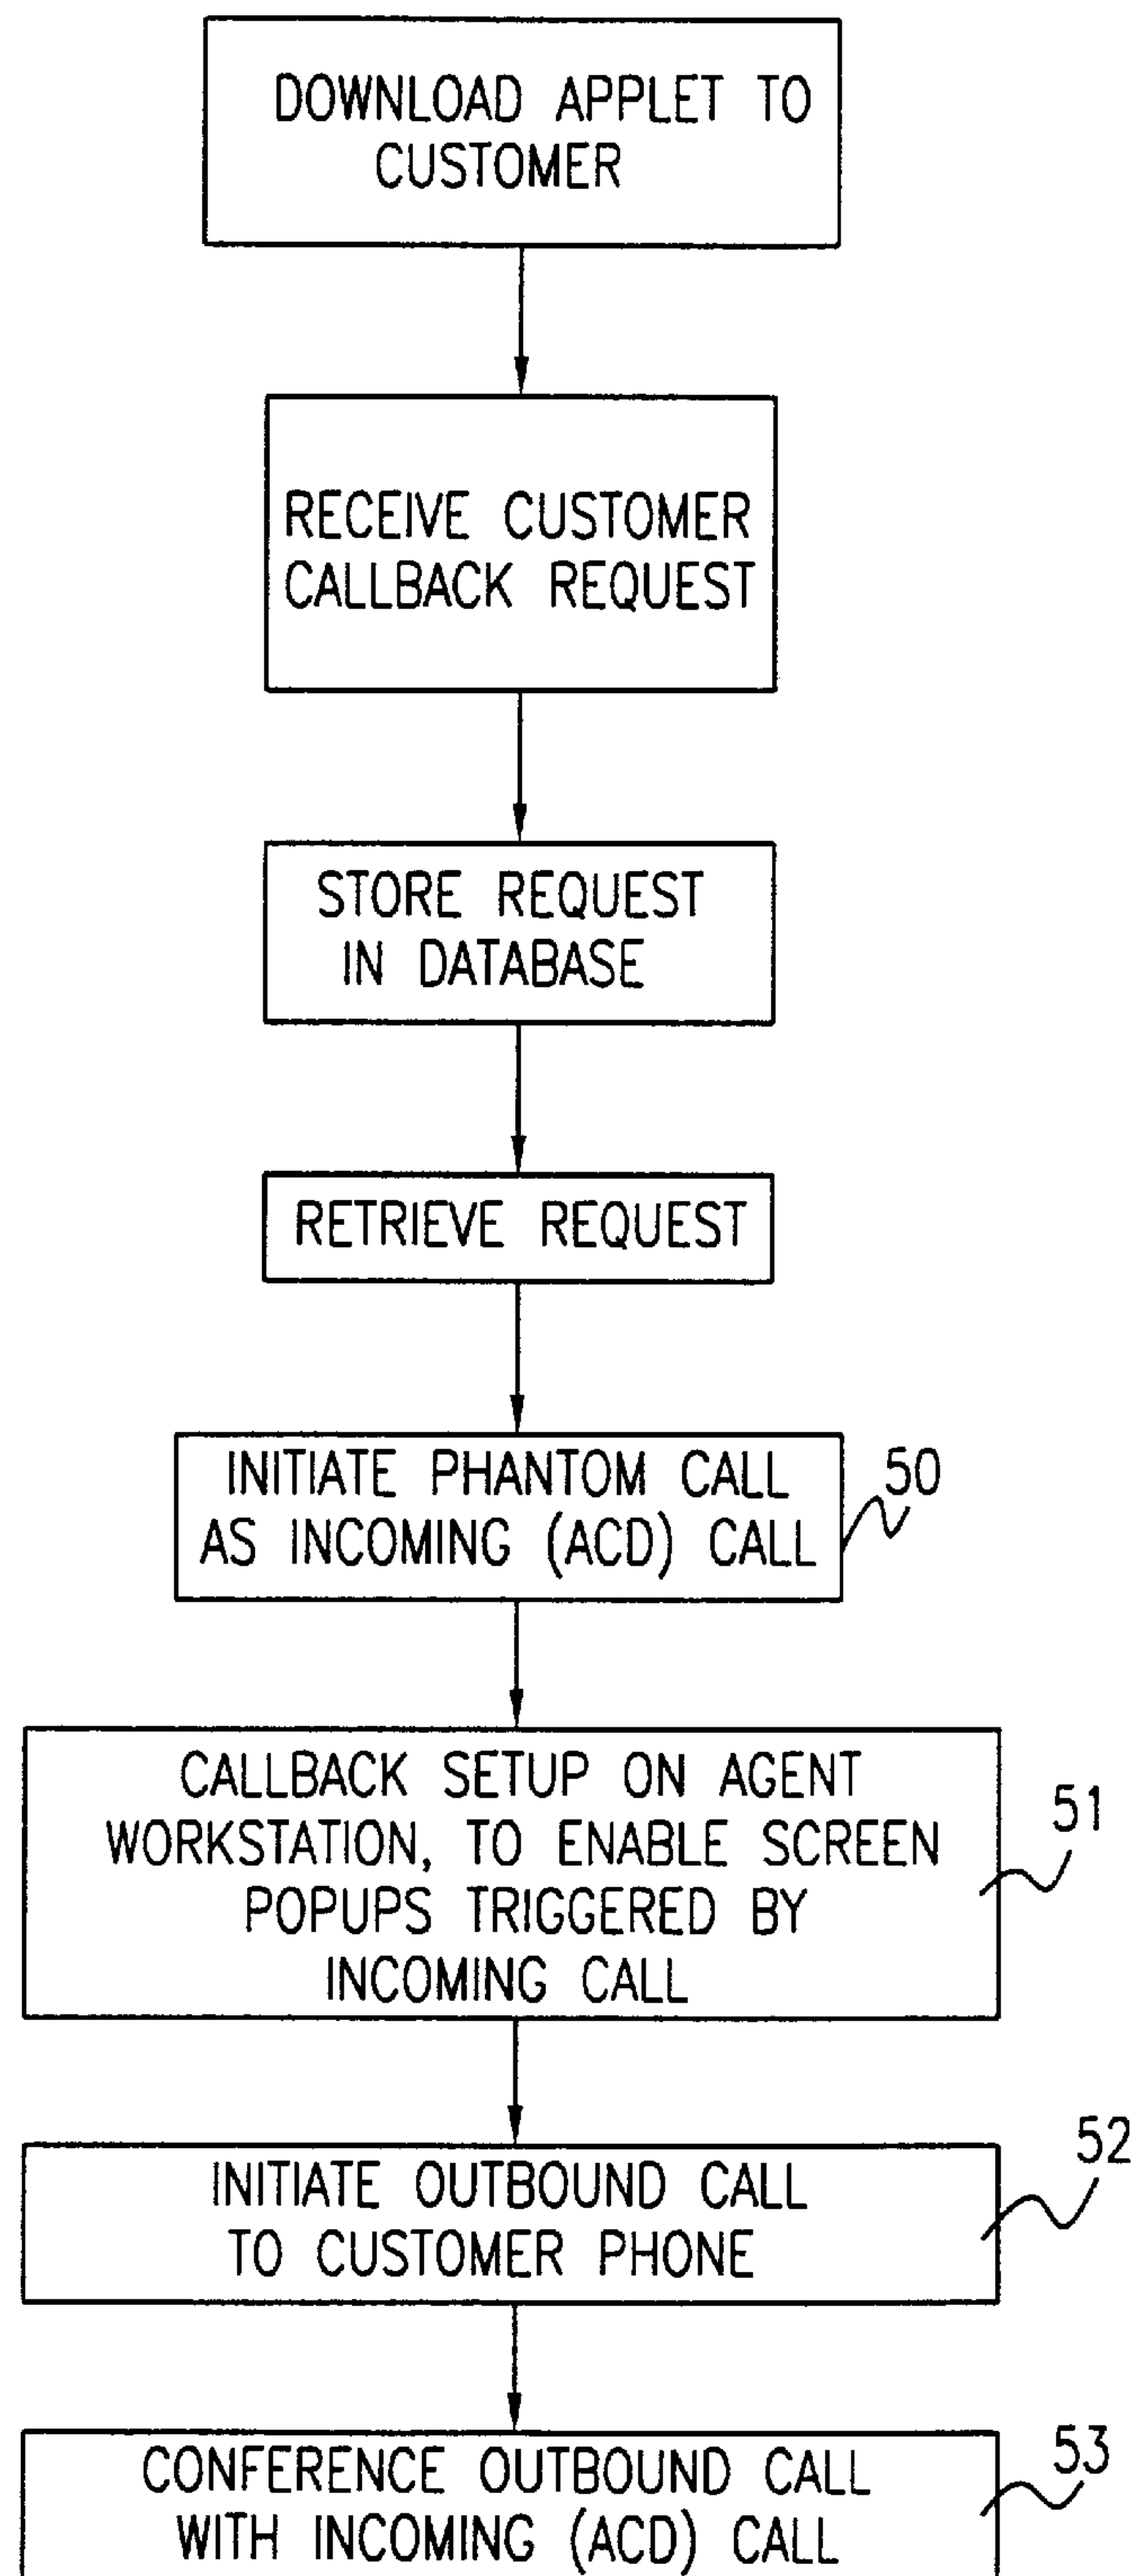 DOWNLOAD APPLET TO
CUSTOMER
RECEIVE CUSTOMER
CALLBACK REQUEST
STORE REQUEST
IN DATABASE
RETRIEVE REQUEST
INITIATE PHANTOM CALL
AS INCOMING (ACD) CALL
50
CALLBACK SETUP ON AGENT
WORKSTATION, TO ENABLE SCREEN
POPUPS TRIGGERED BY
INCOMING CALL
51
INITIATE OUTBOUND CALL
TO CUSTOMER PHONE
52
CONFERENCE OUTBOUND CALL
WITH INCOMING (ACD) CALL
53